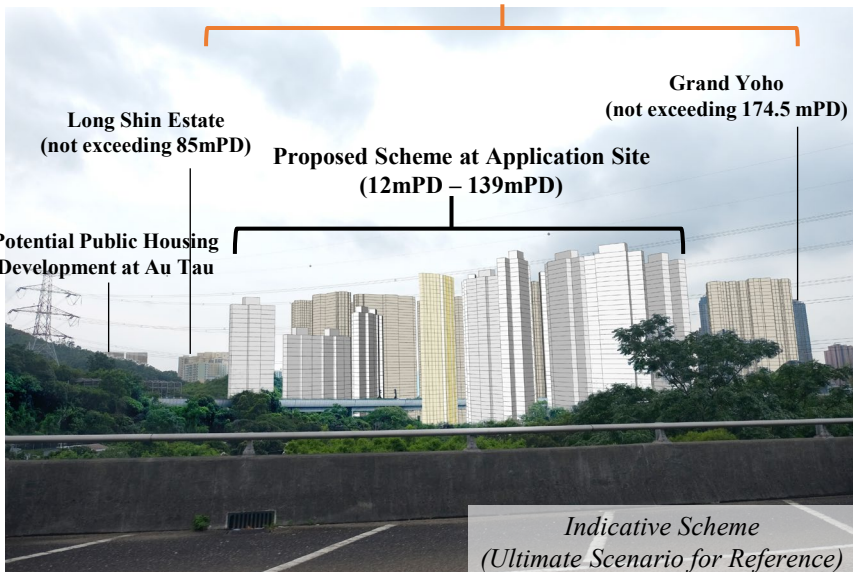 Grand Yoho
(not exceeding 174.5 mPD)
Long Shin Estate
(not exceeding 85mPD)
Proposed Scheme at Application Site
(12mPD – 139mPD)
Potential Public Housing
Development at Au Tau
Indicative Scheme
(Ultimate Scenario for Reference)